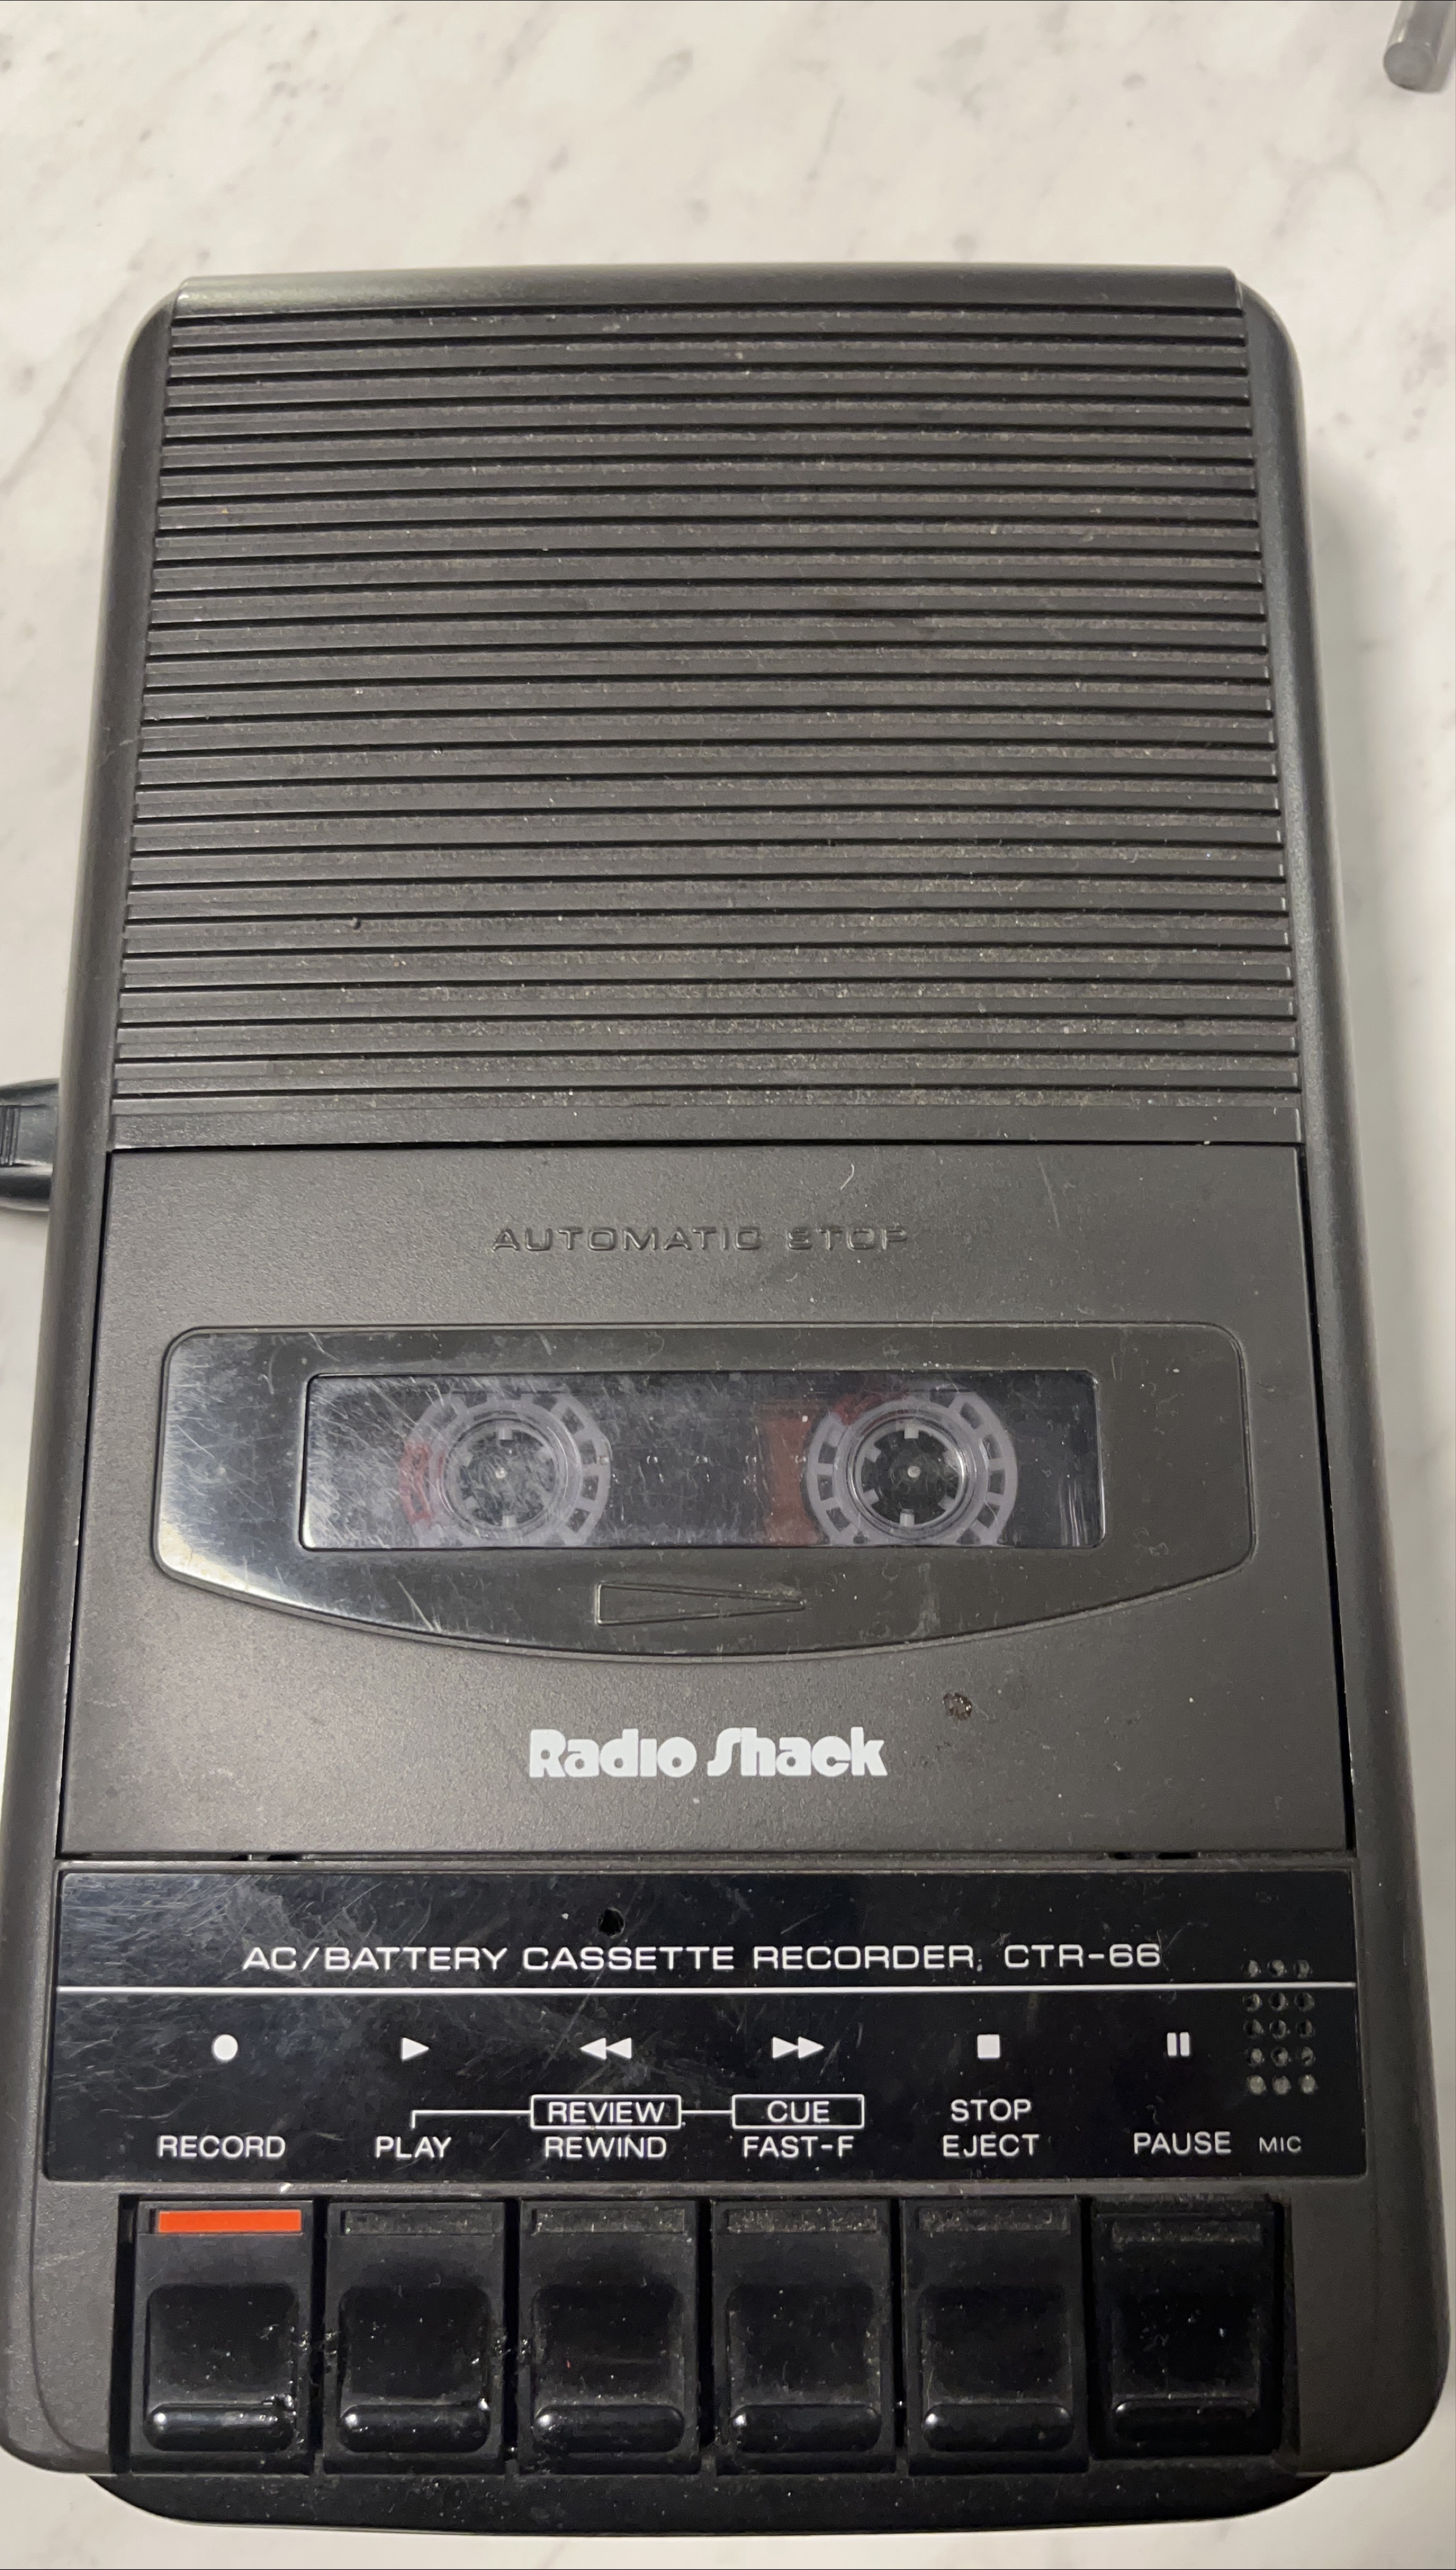 AUTOMATIC STOP
Radio Shack
AC/BATTERY CASSETTE RECORDER, CTR-66
REVIEW CUE STOP
RECORD PLAY REWIND FAST-F EJECT PAUSE MIC